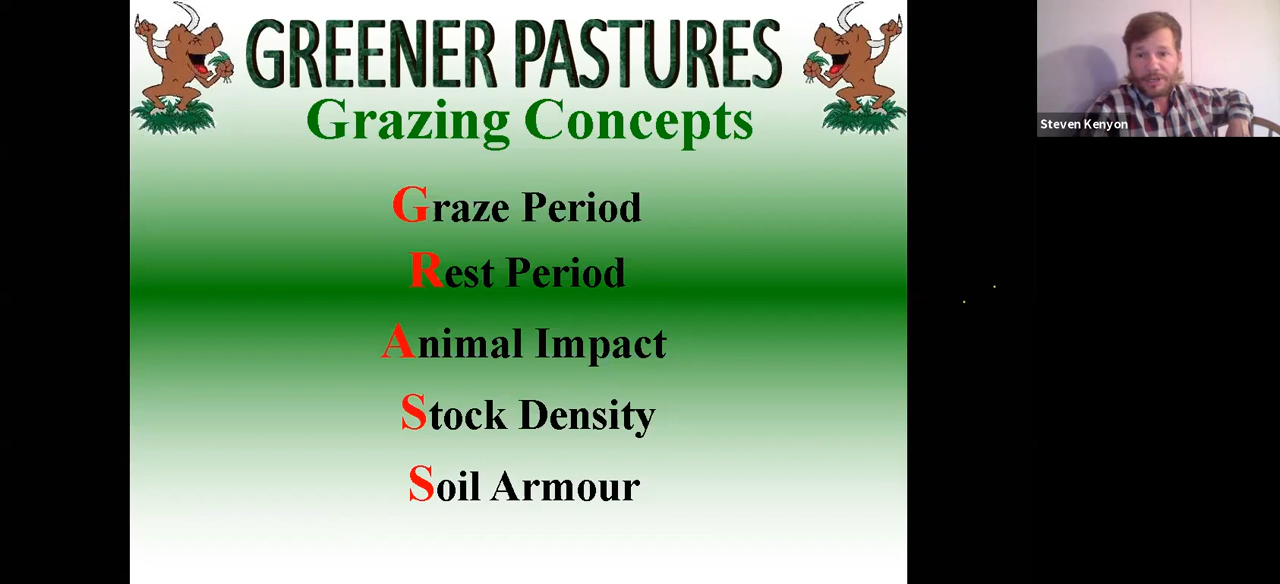 GREENER PASTURES
Grazing Concepts
Graze Period
Rest Period
Animal Impact
Stock Density
Soil Armour
Steven Kenyon